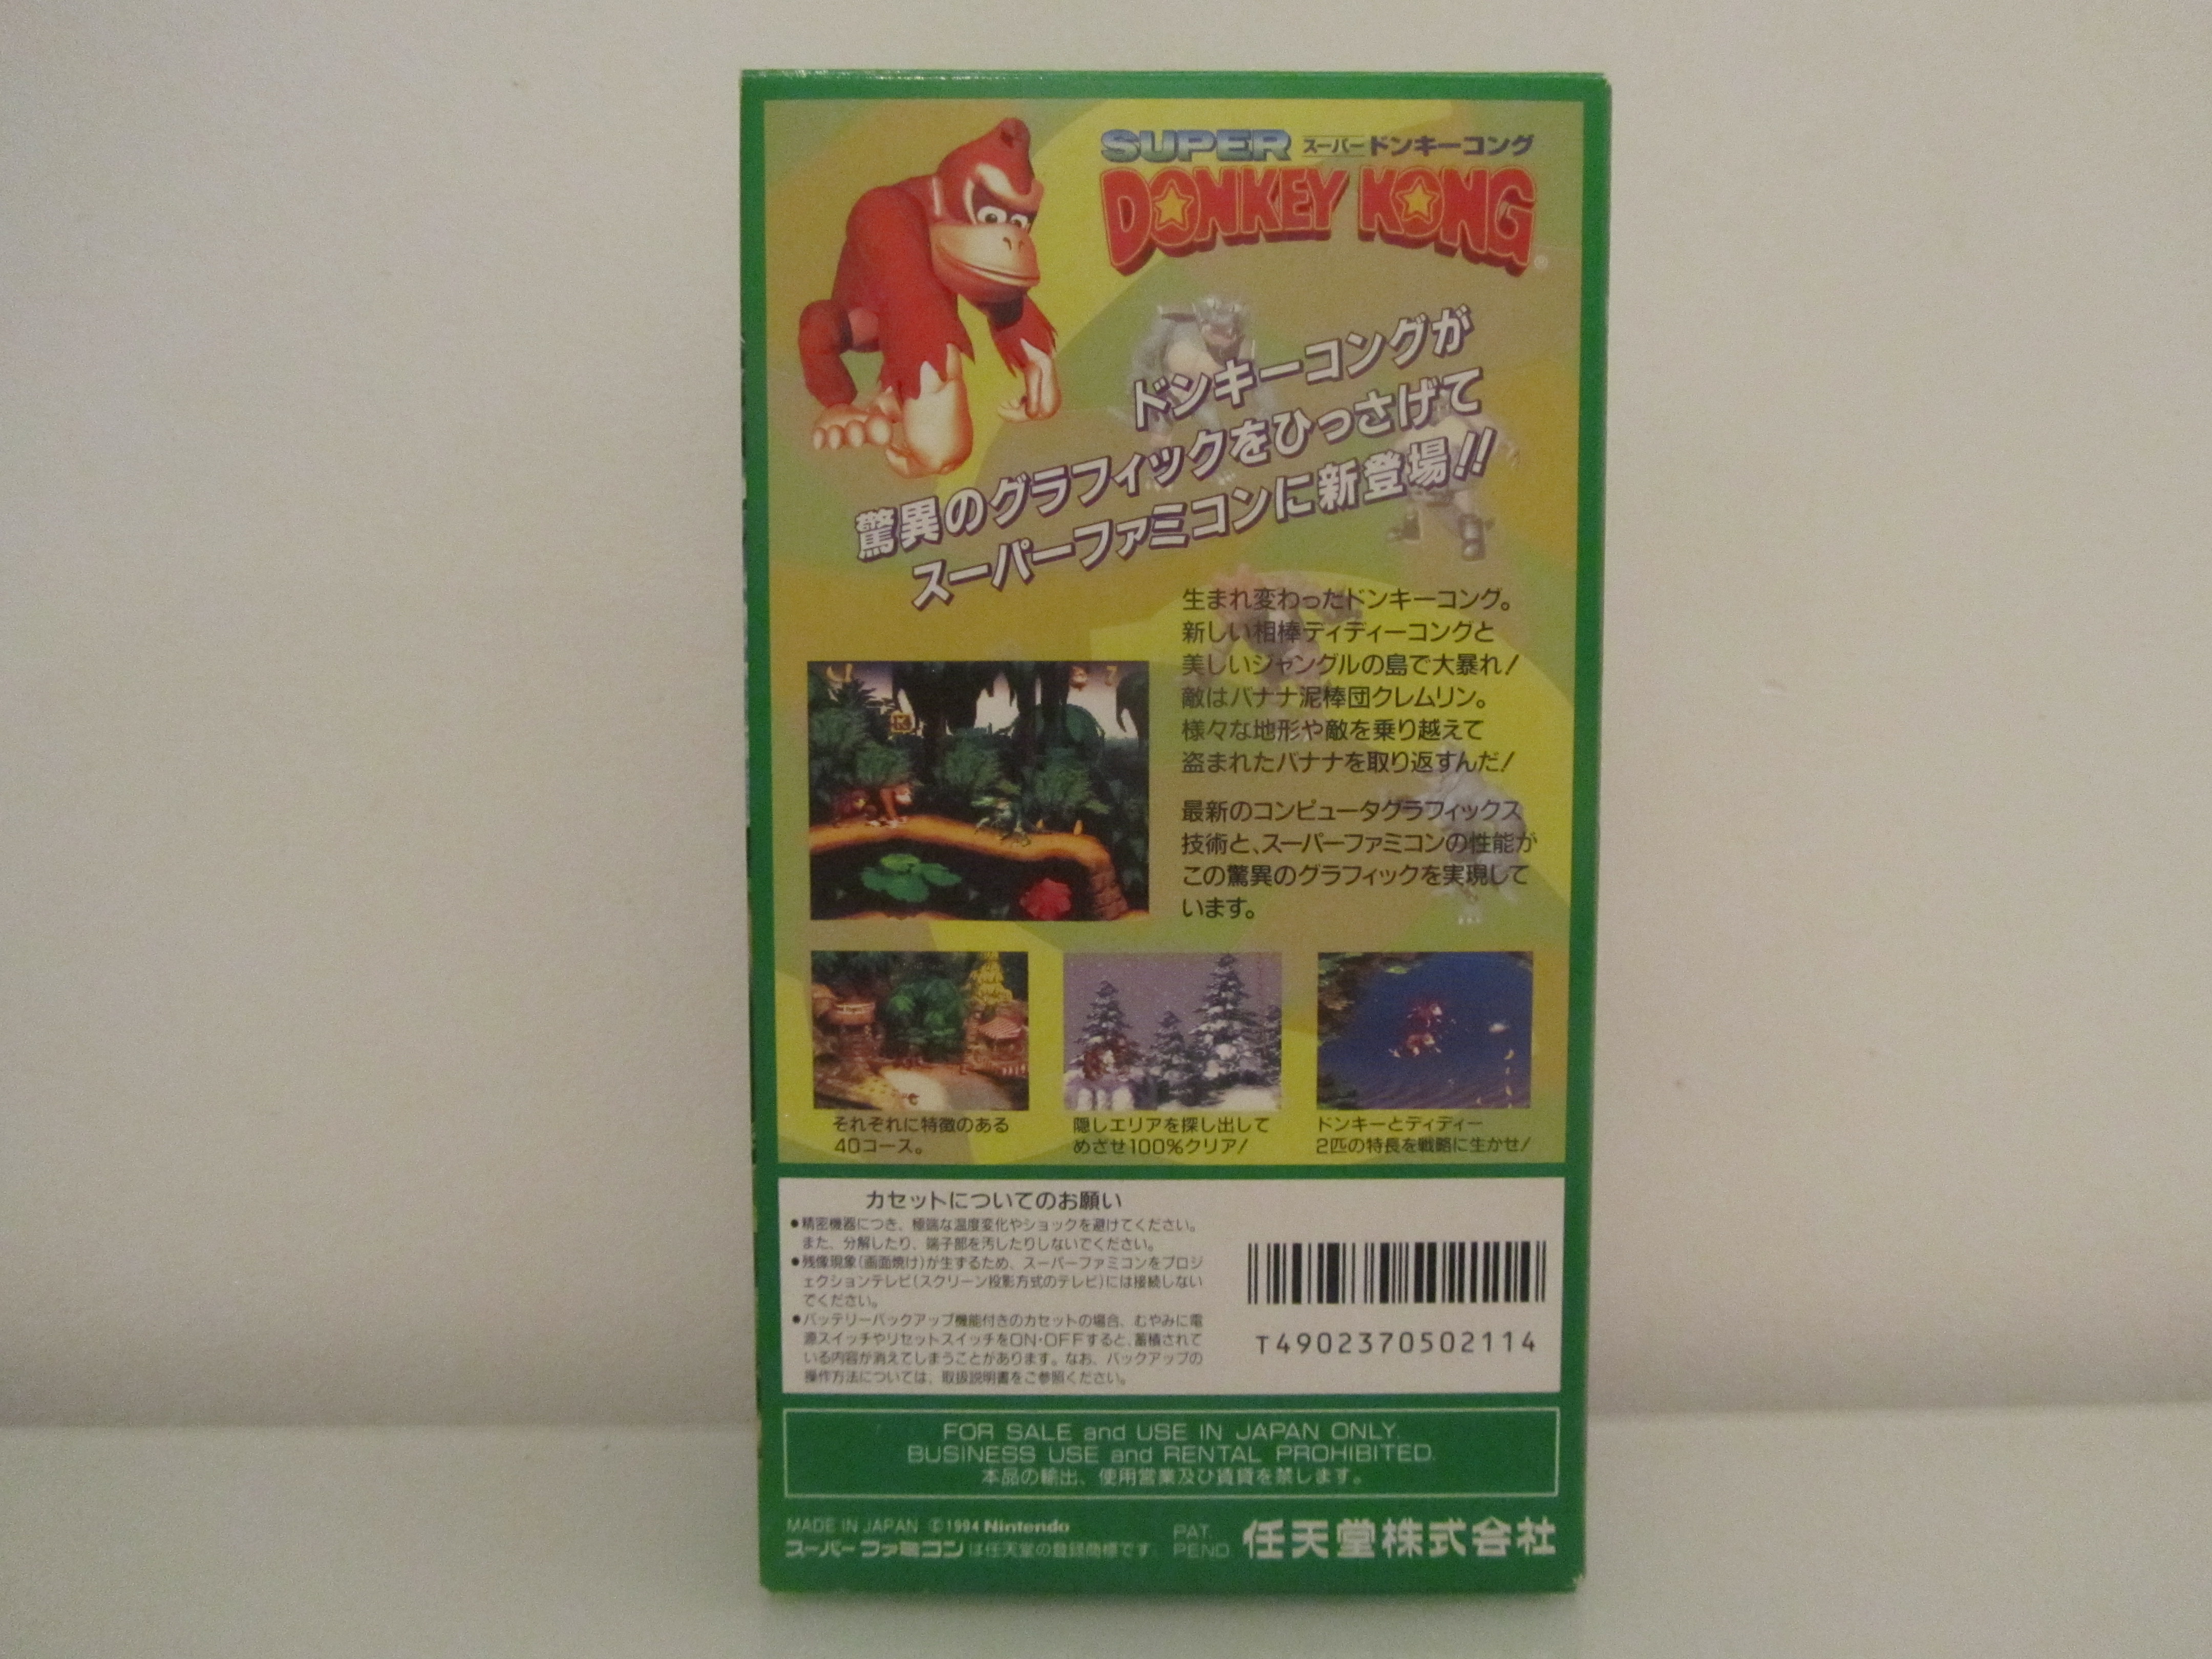 SUPER スーパードンキーコング
DONKEY KONG
ドンキーコングが
驚異のグラフィックをひっさげて
スーパーファミコンに新登場!!
生まれ変わったドンキーコング。
新しい相棒ディディーコングと
美しいジャングルの島で大暴れ!
敵はバナナ泥棒団クレムリン。
様々な地形や敵を乗り越えて
盗まれたバナナを取り返すんだ!
最新のコンピュータグラフィックス
技術と、スーパーファミコンの性能が
この驚異のグラフィックを実現して
います。
それぞれに特徴のある
40コース。
隠しエリアを探し出して
めざせ100%クリア!
ドンキーとディディー
2匹の特長を戦略に生かせ!
カセットについてのお願い
●精密機器につき、極端な温度変化やショックを避けてください。
また、分解したり、端子部を汚したりしないでください。
●残像現象(画面焼け)が生ずるため、スーパーファミコンをプロジ
ェクションテレビ(スクリーン投影方式のテレビ)には接続しない
でください。
●バッテリーバックアップ機能付きのカセットの場合、むやみに電
源スイッチやリセットスイッチをON・OFFすると、蓄積されて
いる内容が消えてしまうことがあります。なお、バックアップの
操作方法については、取扱説明書をご参照ください。
T4902370502114
FOR SALE and USE IN JAPAN ONLY.
BUSINESS USE and RENTAL PROHIBITED.
本品の輸出、使用営業及び賃貸を禁じます。
MADE IN JAPAN ©1994 Nintendo
スーパーファミコンは任天堂の登録商標です。
PAT.
PEND
任天堂株式会社